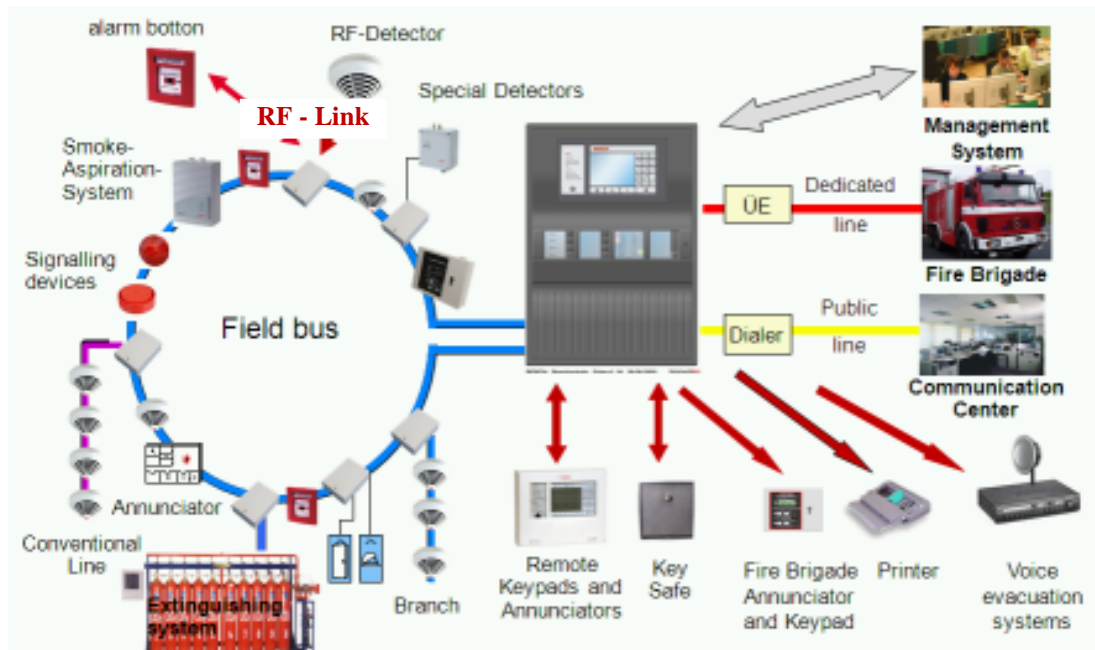 alarm botton
RF-Detector
Special Detectors
RF - Link
Smoke-
Aspiration-
System
Signalling
devices
Field bus
Annunciator
Conventional
Line
Extinguishing
system
Branch
Management
System
ÜE
Dedicated
line
Fire Brigade
Dialer
Public
line
Communication
Center
Remote
Keypads and
Annunciators
Key
Safe
Fire Brigade
Annunciator
and Keypad
Printer
Voice
evacuation
systems